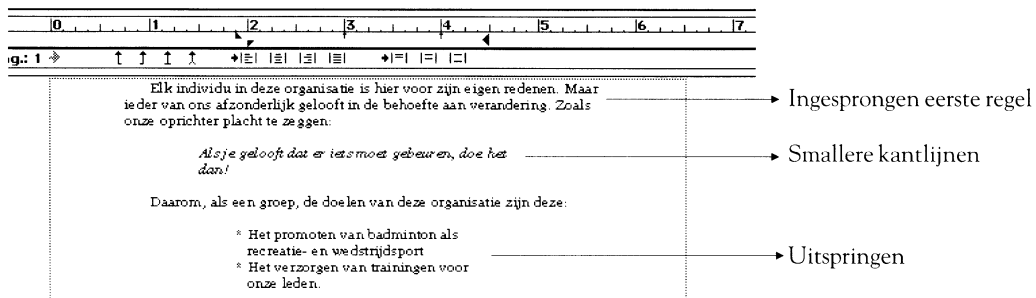 0 1 2 3 4 5 6 7
g.: 1
Elk individu in deze organisatie is hier voor zijn eigen redenen. Maar
ieder van ons afzonderlijk gelooft in de behoefte aan verandering. Zoals
onze oprichter placht te zeggen:
Ingesprongen eerste regel
Als je gelooft dat er iets moet gebeuren, doe het
dan!
Smallere kantlijnen
Daarom, als een groep, de doelen van deze organisatie zijn deze:
* Het promoten van badminton als
recreatie- en wedstrijdsport
* Het verzorgen van trainingen voor
onze leden.
Uitspringen